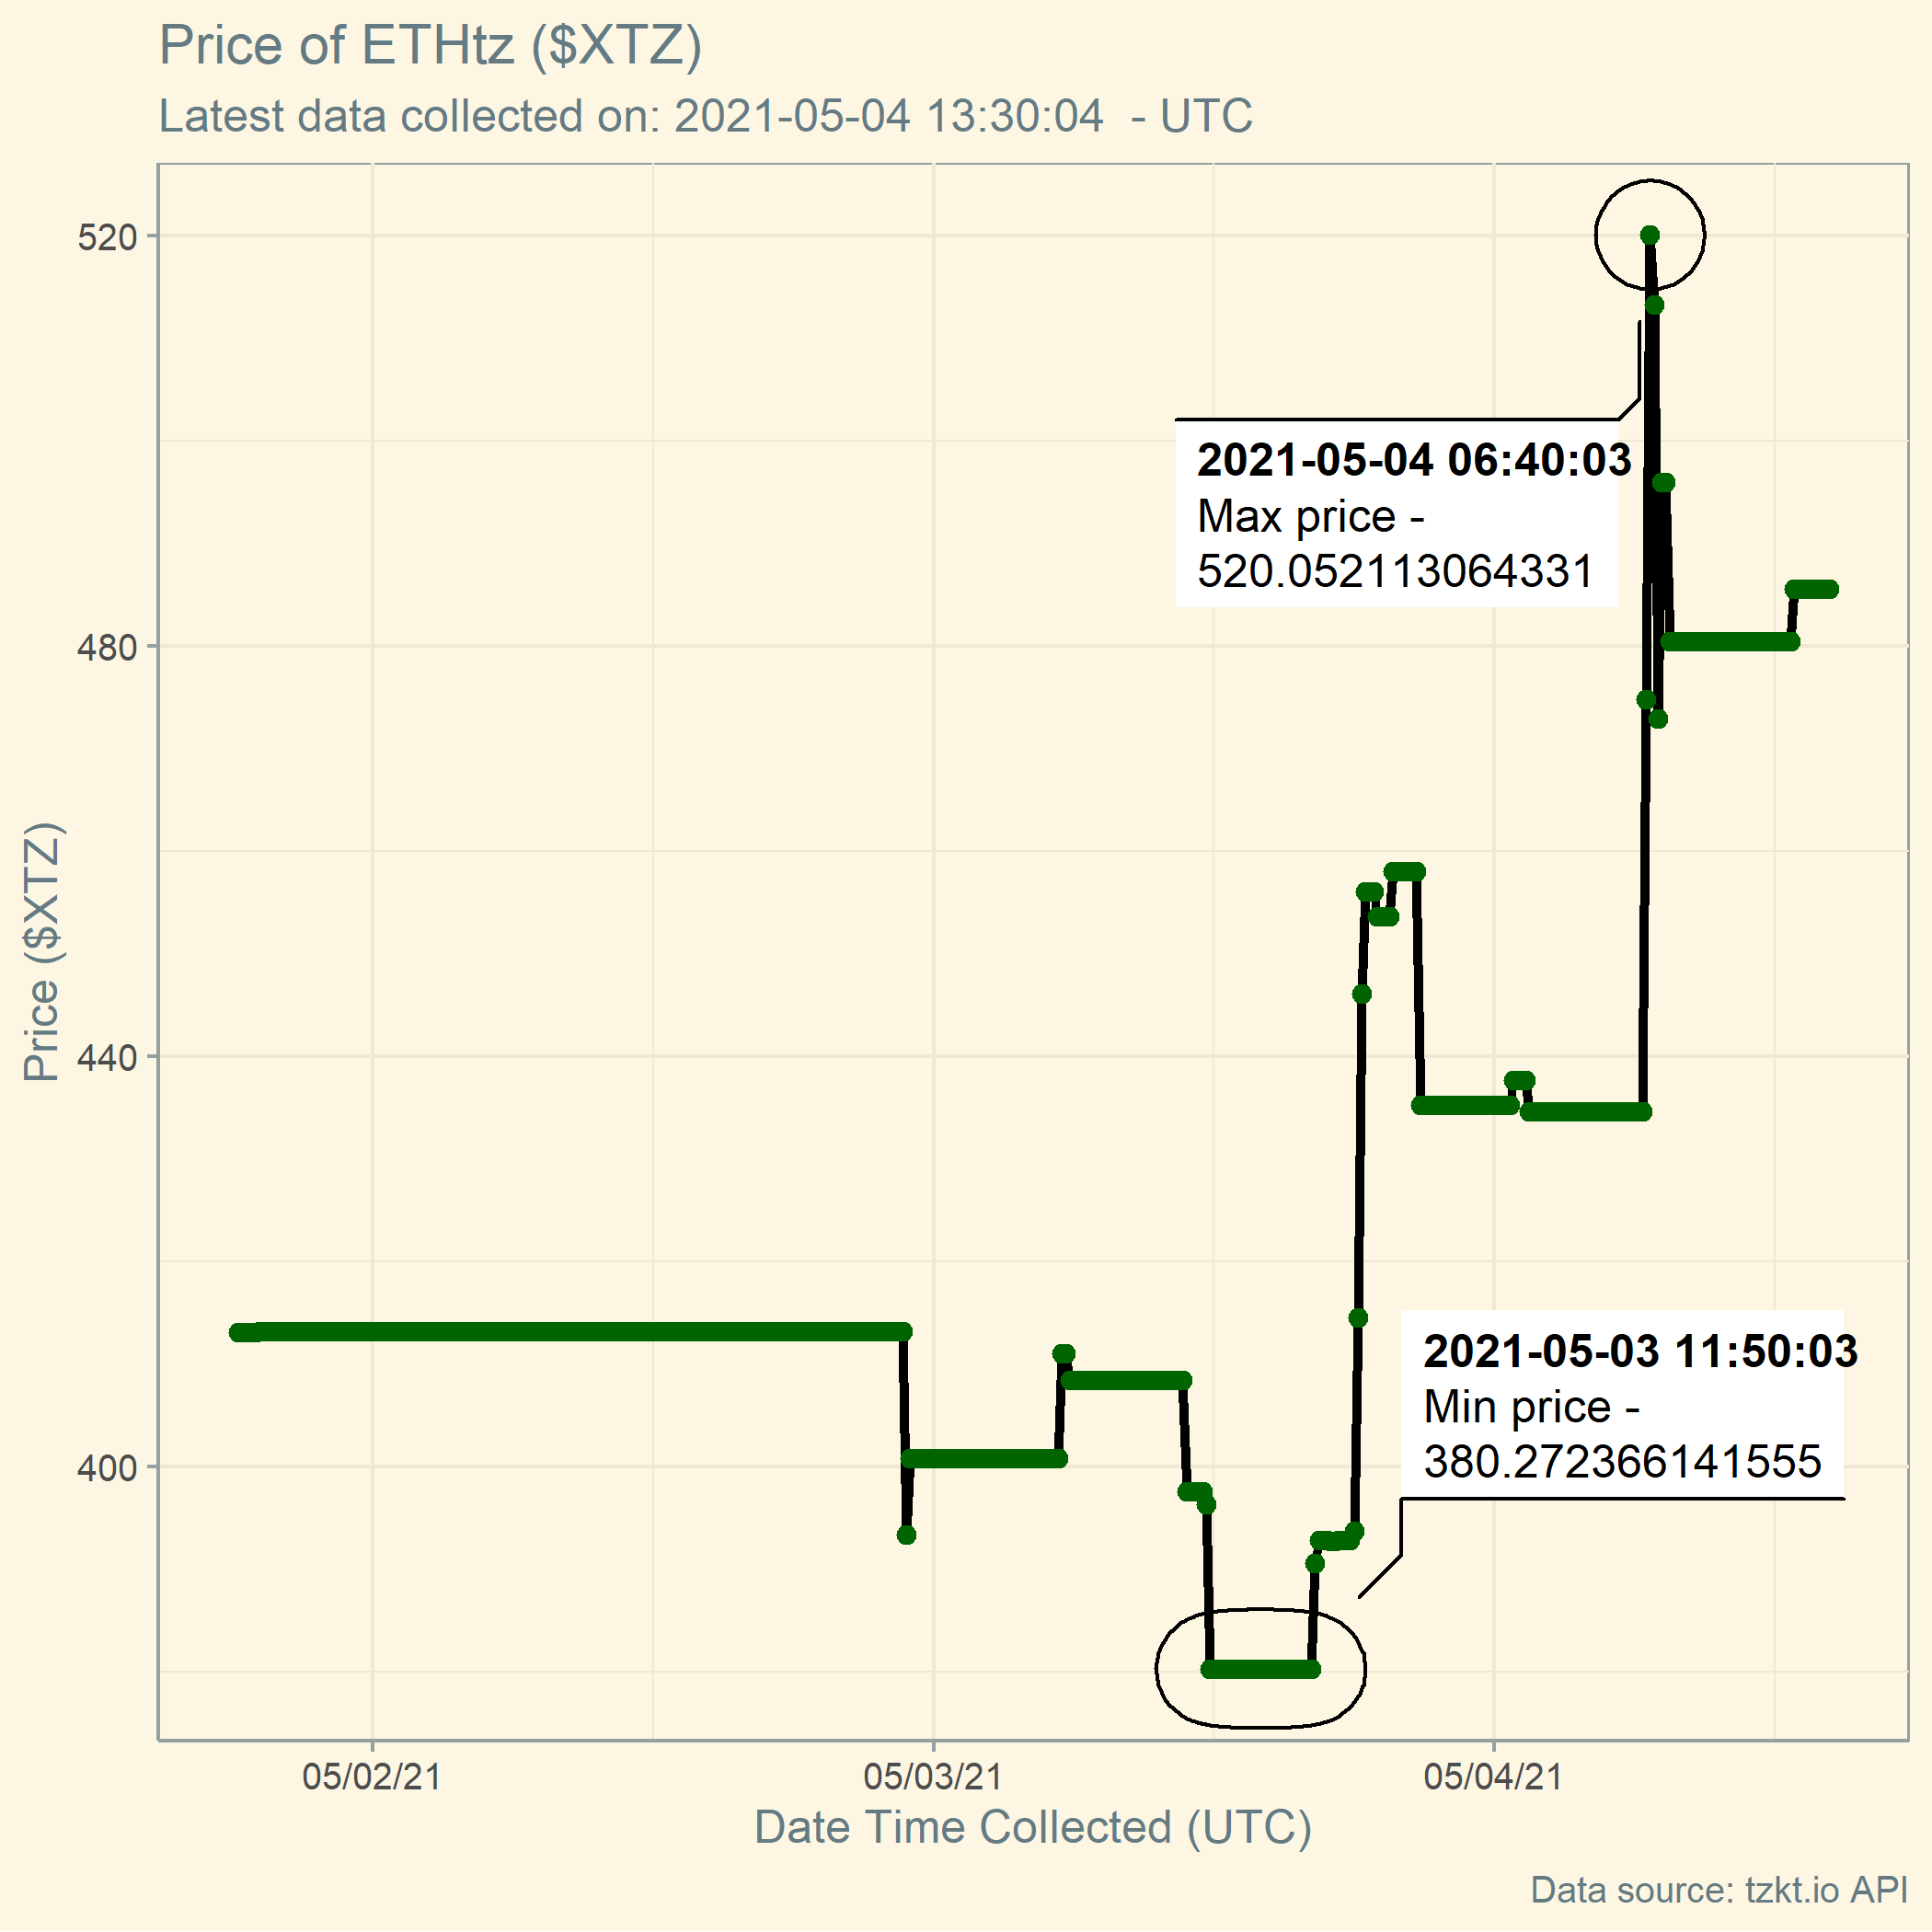 Price of ETHtz ($XTZ)
Latest data collected on: 2021-05-04 13:30:04  - UTC
520
2021-05-04 06:40:03
Max price -
520.052113064331
480
Price ($XTZ)
440
2021-05-03 11:50:03
Min price -
380.272366141555
400
05/02/21
05/03/21
05/04/21
Date Time Collected (UTC)
Data source: tzkt.io API